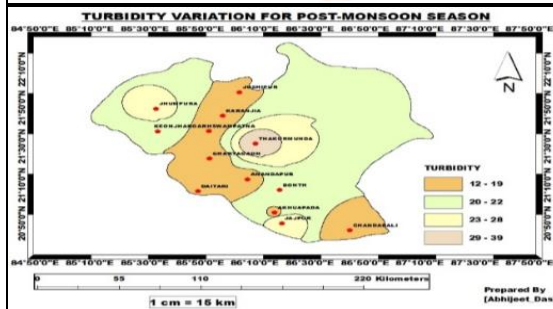 TURBIDITY VARIATION FOR POST-MONSOON SEASON
84°50'0"E 85°10'0"E 85°30'0"E 85°50'0"E 86°10'0"E 86°30'0"E 86°50'0"E 87°10'0"E 87°30'0"E 87°50'0"E
22°10'0"N
21°50'0"N
21°30'0"N
21°10'0"N
20°50'0"N
22°10'0"N
21°50'0"N
21°30'0"N
21°10'0"N
20°50'0"N
N
JOSHIPUR
JHUMPURA
KARANJIA
KEONJHARGARH
SWAMPATNA
THAKURMUNDA
GHATAGAON
ANANDAPUR
DAITARI
BONTH
AKHUAPADA
JAJPUR
CHANDABALI
TURBIDITY
12 - 19
20 - 22
23 - 28
29 - 39
84°50'0"E 85°10'0"E 85°30'0"E 85°50'0"E 86°10'0"E 86°30'0"E 86°50'0"E 87°10'0"E 87°30'0"E 87°50'0"E
0 55 110 220 Kilometers
1 cm = 15 km
Prepared By
[Abhijeet Das